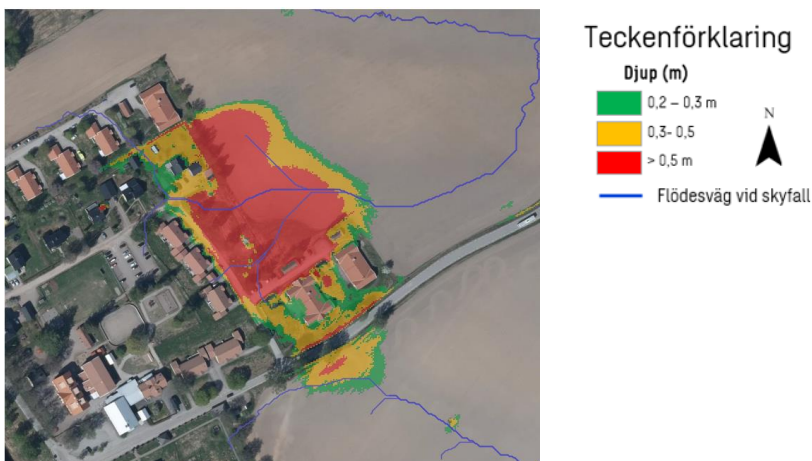 Teckenförklaring
Djup (m)
0,2 – 0,3 m
0,3- 0,5
> 0,5 m
N
Flödesväg vid skyfall